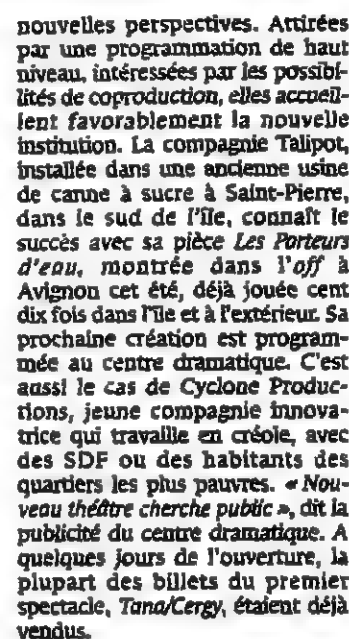 nouvelles perspectives. Attirées
par une programmation de haut
niveau, intéressées par les possibi-
lités de coproduction, elles accueil-
lent favorablement la nouvelle
institution. La compagnie Talipot,
installée dans une ancienne usine
de canne à sucre à Saint-Pierre,
dans le sud de l'île, connaît le
succès avec sa pièce Les Porteurs
d'eau, montrée dans l'off à
Avignon cet été, déjà jouée cent
dix fois dans l'île et à l'extérieur. Sa
prochaine création est program-
mée au centre dramatique. C'est
aussi le cas de Cyclone Produc-
tions, jeune compagnie innova-
trice qui travaille en créole, avec
des SDF ou des habitants des
quartiers les plus pauvres. « Nou-
veau théâtre cherche public », dit la
publicité du centre dramatique. A
quelques jours de l'ouverture, la
plupart des billets du premier
spectacle, Tana/Cergy, étaient déjà
vendus.